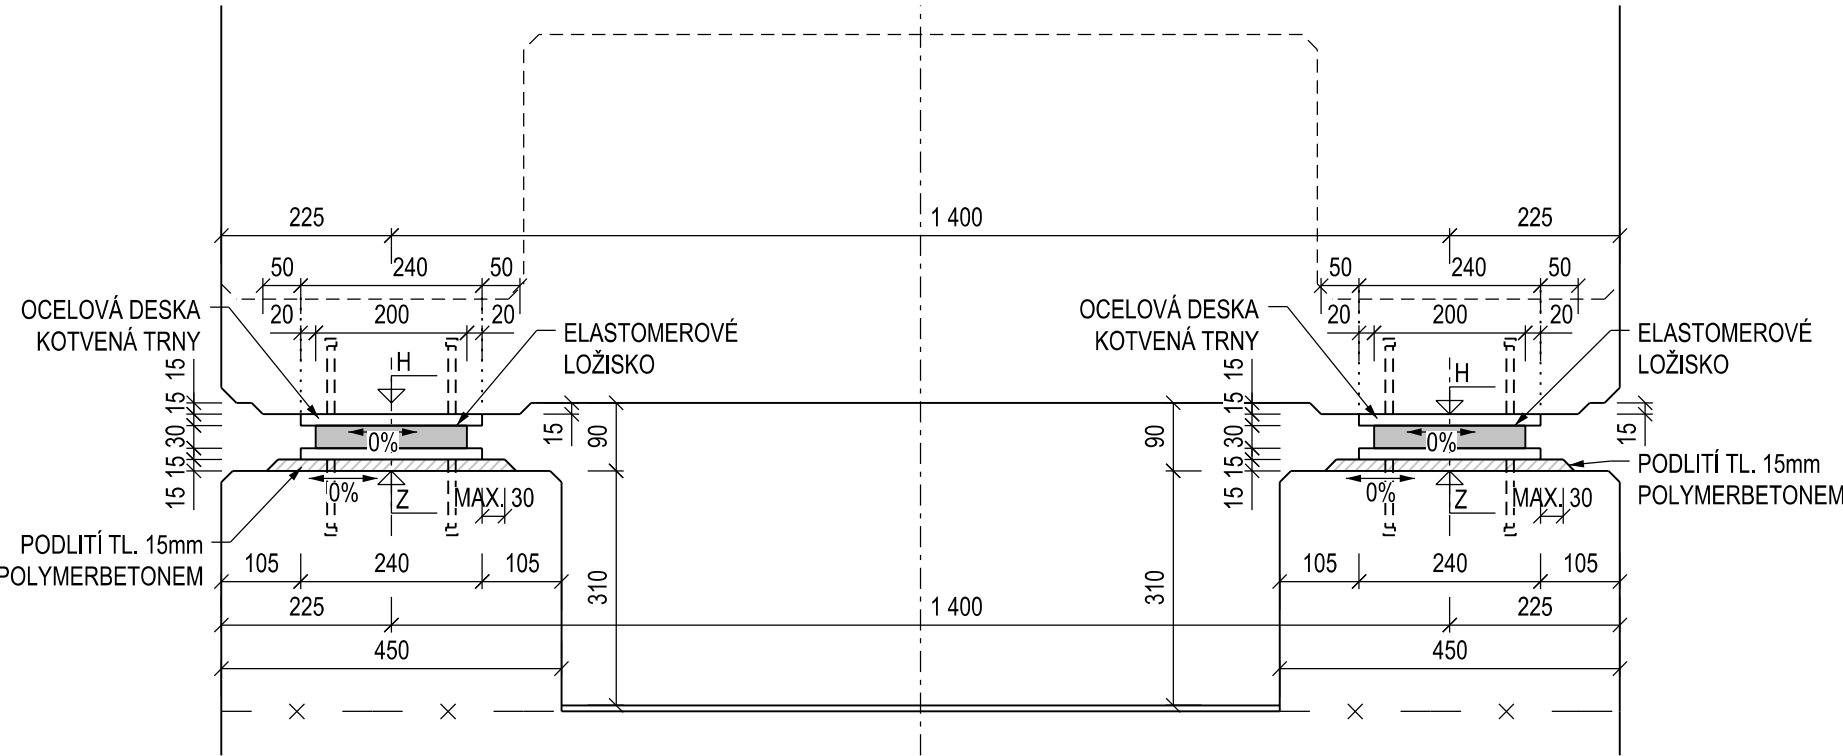 225
1 400
225
50
240
50
50
240
50
OCELOVÁ DESKA
KOTVENÁ TRNY
20
200
20
ELASTOMEROVÉ
LOŽISKO
OCELOVÁ DESKA
KOTVENÁ TRNY
20
200
20
ELASTOMEROVÉ
LOŽISKO
H
H
15
15
30
15
15
0%
15
90
90
15
15
30
15
15
0%
15
0%
Z
MAX. 30
0%
Z
MAX. 30
PODLITÍ TL. 15mm
POLYMERBETONEM
PODLITÍ TL. 15mm
POLYMERBETONEM
105
240
105
310
310
105
240
105
225
1 400
225
450
450